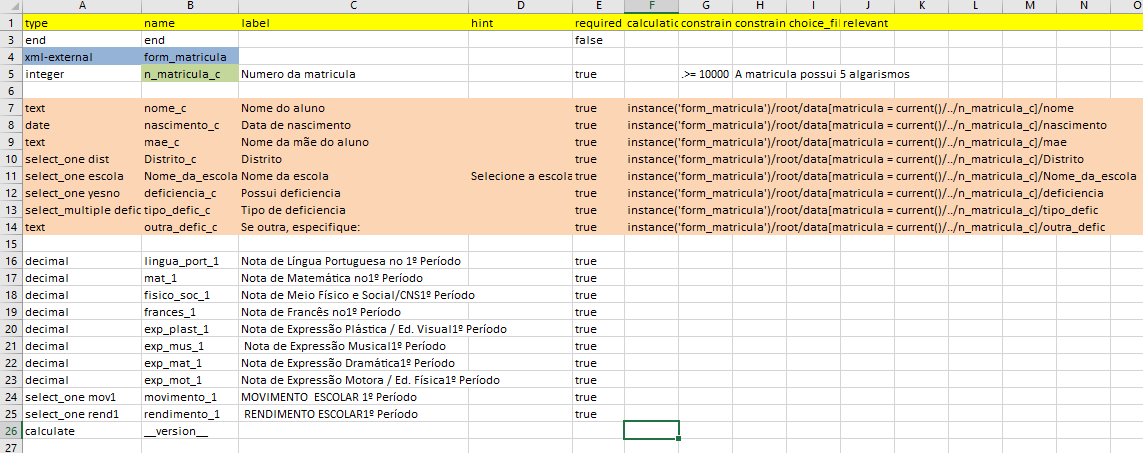 A B C D E F G H I J K L M N O
1 type name label hint required calculatic constrain constrain choice_fil relevant
3 end end false
4 xml-external form_matricula
5 integer n_matricula_c Numero da matricula true .>= 10000 A matricula possui 5 algarismos
6
7 text nome_c Nome do aluno true instance('form_matricula')/root/data[matricula = current()/../n_matricula_c]/nome
8 date nascimento_c Data de nascimento true instance('form_matricula')/root/data[matricula = current()/../n_matricula_c]/nascimento
9 text mae_c Nome da mãe do aluno true instance('form_matricula')/root/data[matricula = current()/../n_matricula_c]/mae
10 select_one dist Distrito_c Distrito true instance('form_matricula')/root/data[matricula = current()/../n_matricula_c]/Distrito
11 select_one escola Nome_da_escola Nome da escola Selecione a escola true instance('form_matricula')/root/data[matricula = current()/../n_matricula_c]/Nome_da_escola
12 select_one yesno deficiencia_c Possui deficiencia true instance('form_matricula')/root/data[matricula = current()/../n_matricula_c]/deficiencia
13 select_multiple defic tipo_defic_c Tipo de deficiencia true instance('form_matricula')/root/data[matricula = current()/../n_matricula_c]/tipo_defic
14 text outra_defic_c Se outra, especifique: true instance('form_matricula')/root/data[matricula = current()/../n_matricula_c]/outra_defic
15
16 decimal lingua_port_1 Nota de Língua Portuguesa no 1º Período true
17 decimal mat_1 Nota de Matemática no1º Período true
18 decimal fisico_soc_1 Nota de Meio Físico e Social/CNS1º Período true
19 decimal frances_1 Nota de Francês no1º Período true
20 decimal exp_plast_1 Nota de Expressão Plástica / Ed. Visual1º Período true
21 decimal exp_mus_1 Nota de Expressão Musical1º Período true
22 decimal exp_mat_1 Nota de Expressão Dramática1º Período true
23 decimal exp_mot_1 Nota de Expressão Motora / Ed. Física1º Período true
24 select_one mov1 movimento_1 MOVIMENTO ESCOLAR 1º Período true
25 select_one rend1 rendimento_1 RENDIMENTO ESCOLAR1º Período true
26 calculate __version__
27